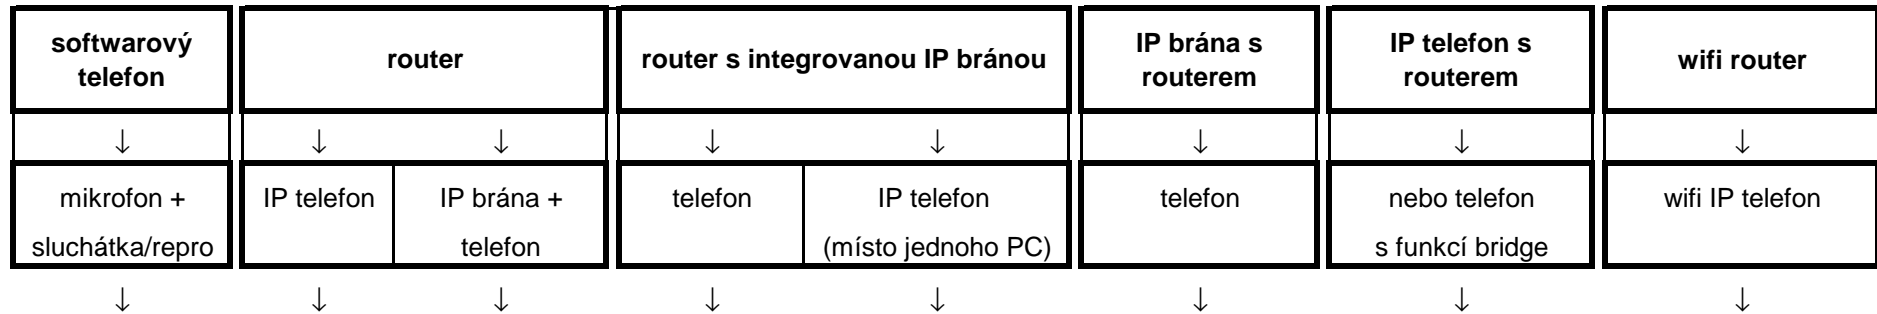 softwarový
telefon
router
router s integrovanou IP bránou
IP brána s
routerem
IP telefon s
routerem
wifi router
↓ ↓ ↓ ↓ ↓ ↓ ↓ ↓
mikrofon +
sluchátka/repro
IP telefon
IP brána +
telefon
telefon
IP telefon
(místo jednoho PC)
telefon
nebo telefon
s funkcí bridge
wifi IP telefon
↓ ↓ ↓ ↓ ↓ ↓ ↓ ↓